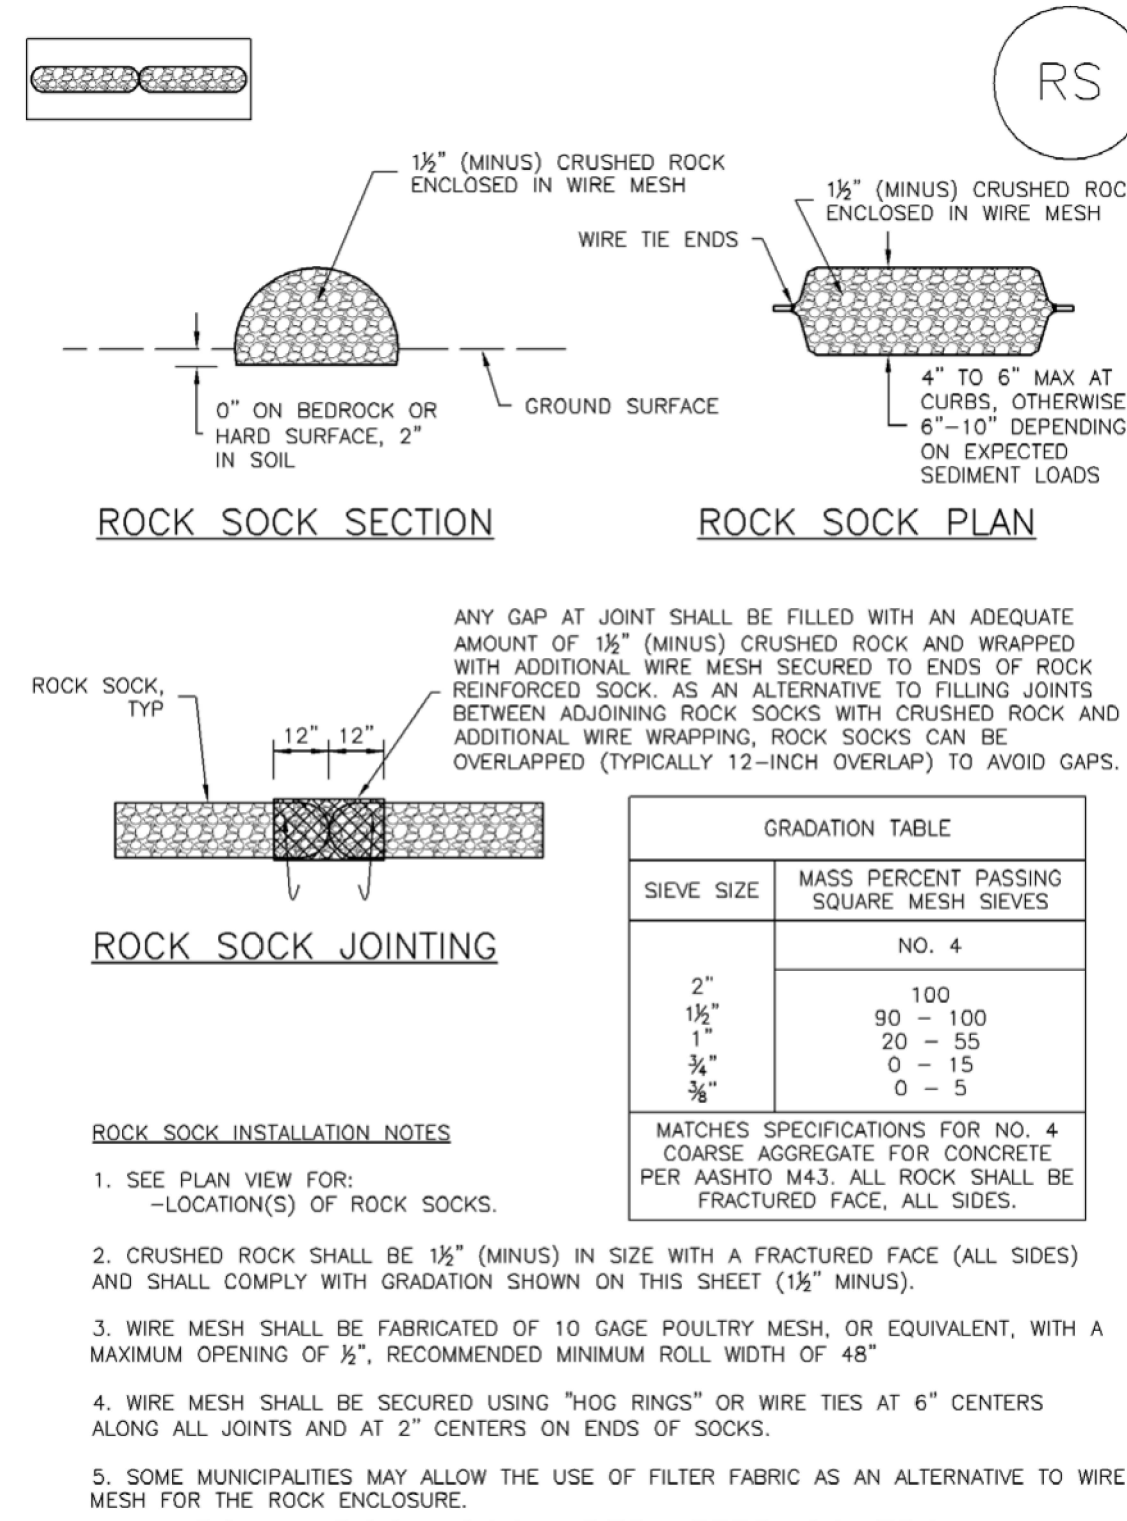 RS
1½" (MINUS) CRUSHED ROCK
ENCLOSED IN WIRE MESH
1½" (MINUS) CRUSHED ROC
ENCLOSED IN WIRE MESH
WIRE TIE ENDS
0" ON BEDROCK OR
HARD SURFACE, 2"
IN SOIL
GROUND SURFACE
4" TO 6" MAX AT
CURBS, OTHERWISE
6"-10" DEPENDING
ON EXPECTED
SEDIMENT LOADS
ROCK SOCK SECTION
ROCK SOCK PLAN
ANY GAP AT JOINT SHALL BE FILLED WITH AN ADEQUATE
AMOUNT OF 1½" (MINUS) CRUSHED ROCK AND WRAPPED
WITH ADDITIONAL WIRE MESH SECURED TO ENDS OF ROCK
REINFORCED SOCK. AS AN ALTERNATIVE TO FILLING JOINTS
BETWEEN ADJOINING ROCK SOCKS WITH CRUSHED ROCK AND
ADDITIONAL WIRE WRAPPING, ROCK SOCKS CAN BE
OVERLAPPED (TYPICALLY 12-INCH OVERLAP) TO AVOID GAPS.
ROCK SOCK,
TYP
12" 12"
ROCK SOCK JOINTING
GRADATION TABLE
SIEVE SIZE
MASS PERCENT PASSING
SQUARE MESH SIEVES
NO. 4
2" 100
1½" 90 - 100
1" 20 - 55
¾" 0 - 15
⅜" 0 - 5
MATCHES SPECIFICATIONS FOR NO. 4
COARSE AGGREGATE FOR CONCRETE
PER AASHTO M43. ALL ROCK SHALL BE
FRACTURED FACE, ALL SIDES.
ROCK SOCK INSTALLATION NOTES
1. SEE PLAN VIEW FOR:
-LOCATION(S) OF ROCK SOCKS.
2. CRUSHED ROCK SHALL BE 1½" (MINUS) IN SIZE WITH A FRACTURED FACE (ALL SIDES)
AND SHALL COMPLY WITH GRADATION SHOWN ON THIS SHEET (1½" MINUS).
3. WIRE MESH SHALL BE FABRICATED OF 10 GAGE POULTRY MESH, OR EQUIVALENT, WITH A
MAXIMUM OPENING OF ½", RECOMMENDED MINIMUM ROLL WIDTH OF 48"
4. WIRE MESH SHALL BE SECURED USING "HOG RINGS" OR WIRE TIES AT 6" CENTERS
ALONG ALL JOINTS AND AT 2" CENTERS ON ENDS OF SOCKS.
5. SOME MUNICIPALITIES MAY ALLOW THE USE OF FILTER FABRIC AS AN ALTERNATIVE TO WIRE
MESH FOR THE ROCK ENCLOSURE.